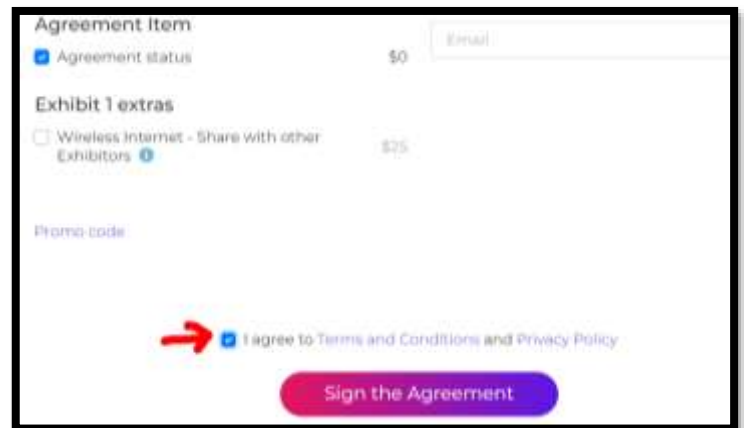 Agreement Item
Agreement status $0
Email
Exhibit 1 extras
Wireless Internet - Share with other
Exhibitors
$25
Promo code
I agree to Terms and Conditions and Privacy Policy
Sign the Agreement